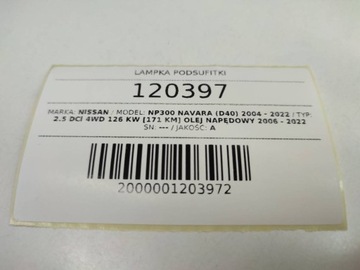 LAMPKA PODSUFITKI
120397
MARKA: NISSAN / MODEL: NP300 NAVARA (D40) 2004 - 2022 / TYP:
2.5 DCI 4WD 126 KW [171 KM] OLEJ NAPĘDOWY 2006 - 2022
SN: --- / JAKOŚĆ: A
2000001203972